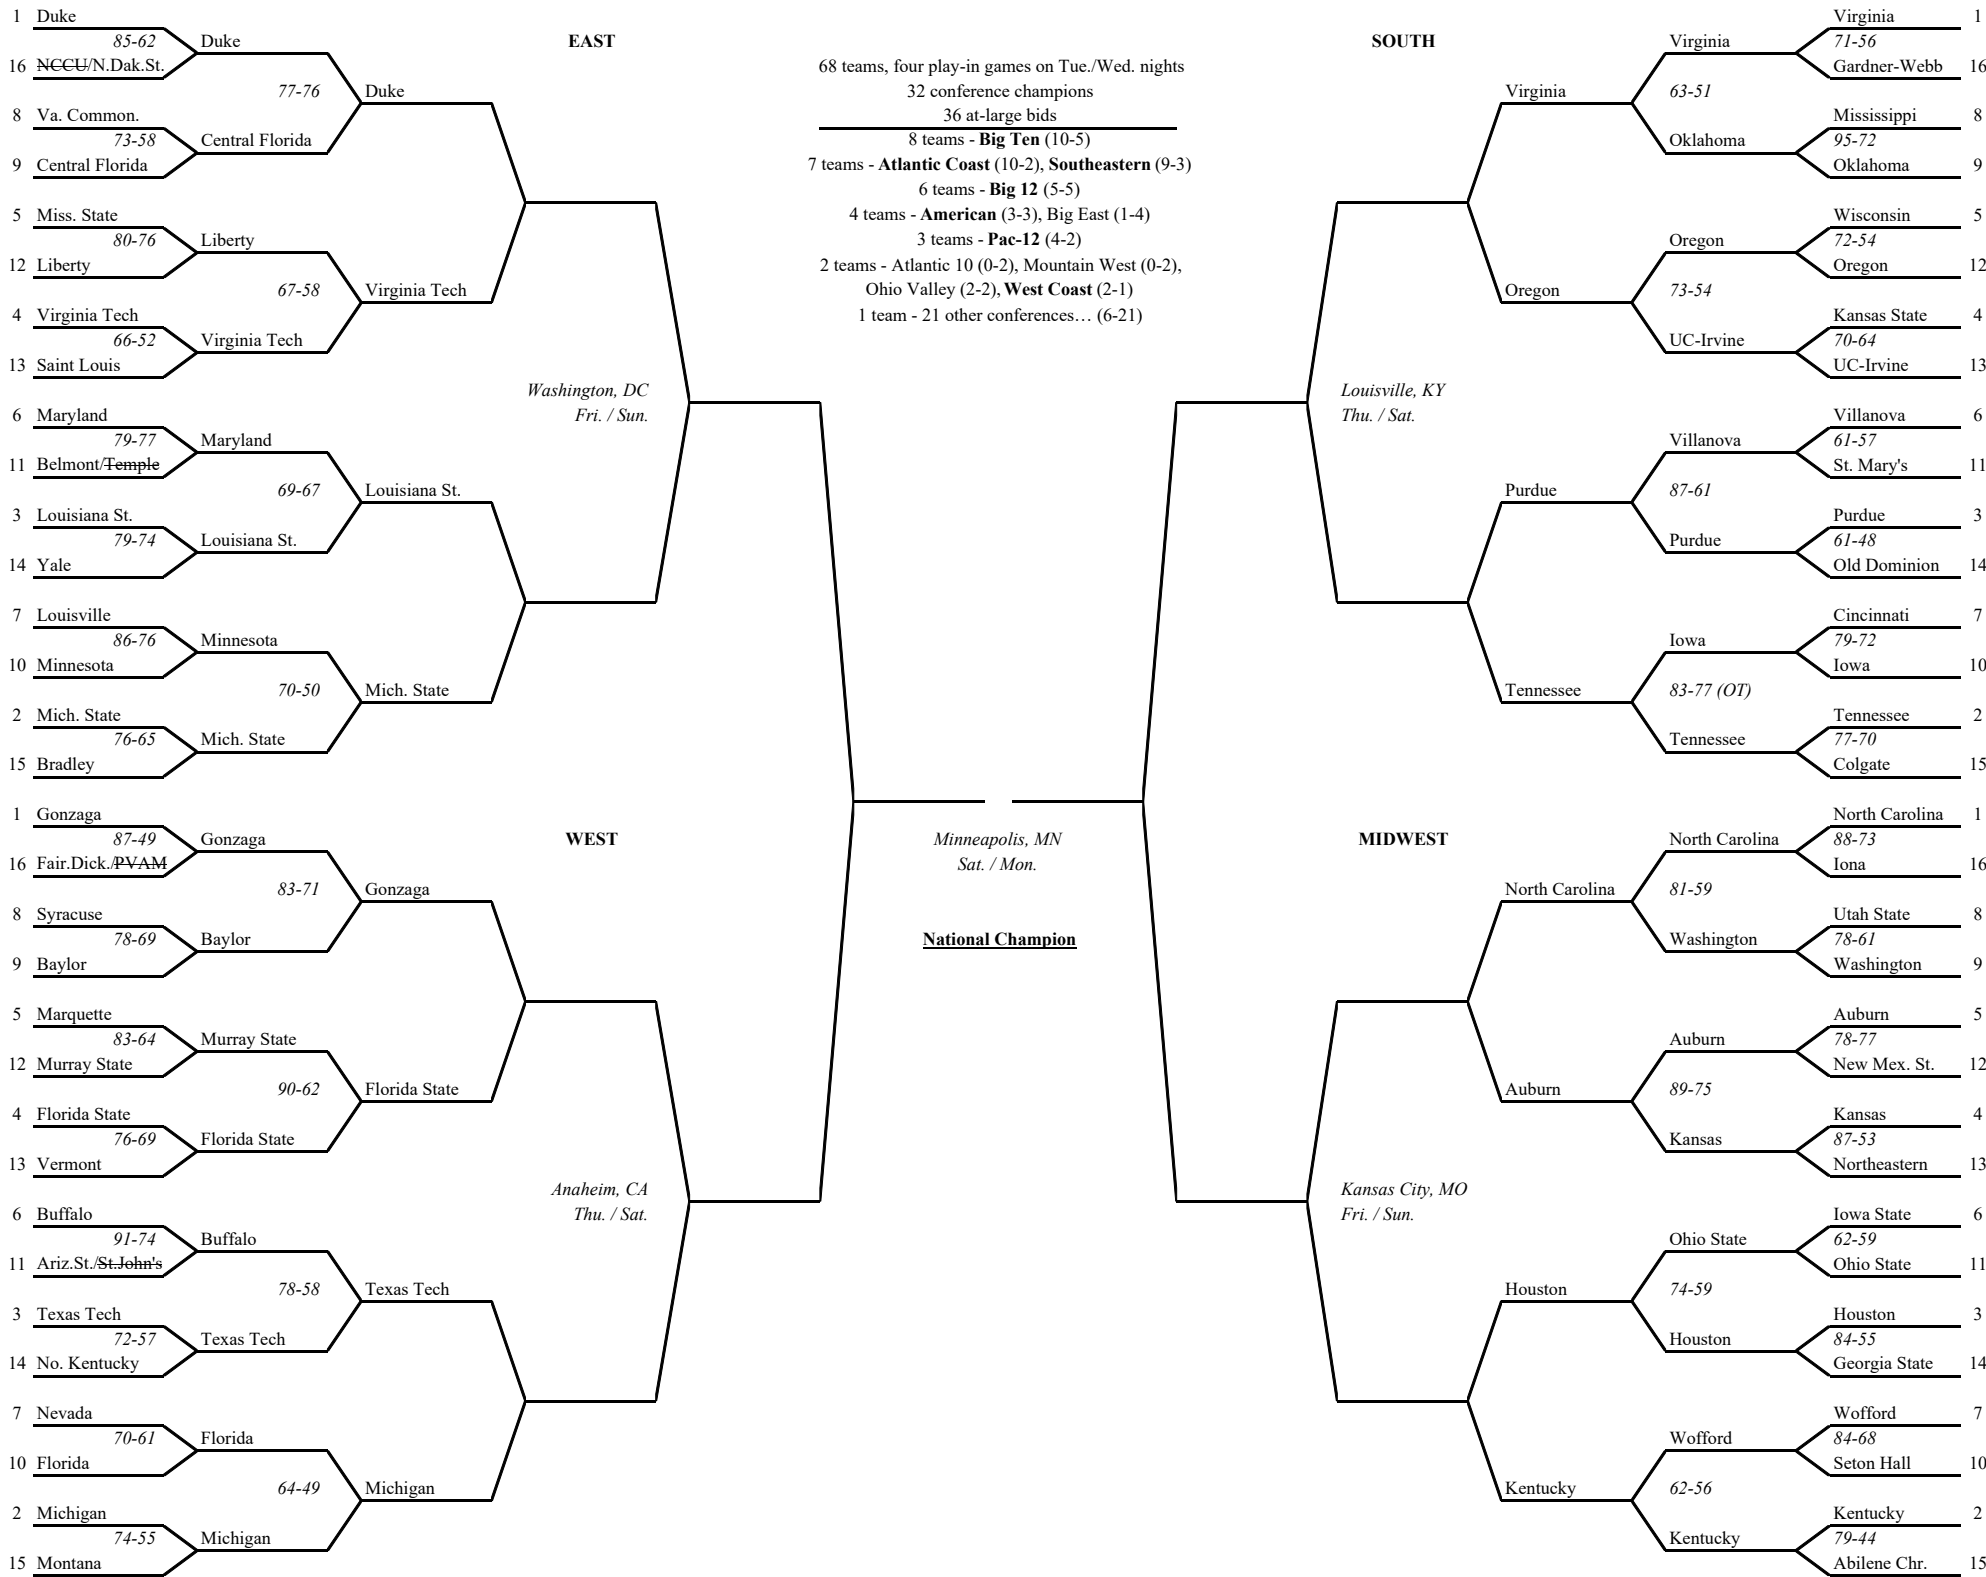 EAST
1 Duke
85-62
16 NCCU/N.Dak.St.
Duke
77-76
8 Va. Common.
73-58
9 Central Florida
Central Florida
Duke
5 Miss. State
80-76
12 Liberty
Liberty
67-58
4 Virginia Tech
66-52
13 Saint Louis
Virginia Tech
Virginia Tech
Washington, DC
Fri. / Sun.
6 Maryland
79-77
11 Belmont/Temple
Maryland
69-67
3 Louisiana St.
79-74
14 Yale
Louisiana St.
Louisiana St.
7 Louisville
86-76
10 Minnesota
Minnesota
70-50
2 Mich. State
76-65
15 Bradley
Mich. State
Mich. State
WEST
1 Gonzaga
87-49
16 Fair.Dick./PVAM
Gonzaga
83-71
8 Syracuse
78-69
9 Baylor
Baylor
Gonzaga
5 Marquette
83-64
12 Murray State
Murray State
90-62
4 Florida State
76-69
13 Vermont
Florida State
Florida State
Anaheim, CA
Thu. / Sat.
6 Buffalo
91-74
11 Ariz.St./St.John's
Buffalo
78-58
3 Texas Tech
72-57
14 No. Kentucky
Texas Tech
Texas Tech
7 Nevada
70-61
10 Florida
Florida
64-49
2 Michigan
74-55
15 Montana
Michigan
Michigan
68 teams, four play-in games on Tue./Wed. nights
32 conference champions
36 at-large bids
8 teams - Big Ten (10-5)
7 teams - Atlantic Coast (10-2), Southeastern (9-3)
6 teams - Big 12 (5-5)
4 teams - American (3-3), Big East (1-4)
3 teams - Pac-12 (4-2)
2 teams - Atlantic 10 (0-2), Mountain West (0-2),
Ohio Valley (2-2), West Coast (2-1)
1 team - 21 other conferences… (6-21)
Minneapolis, MN
Sat. / Mon.
National Champion
SOUTH
Virginia 1
71-56
Gardner-Webb 16
Virginia
63-51
Mississippi 8
95-72
Oklahoma 9
Oklahoma
Virginia
Wisconsin 5
72-54
Oregon 12
Oregon
73-54
Kansas State 4
70-64
UC-Irvine 13
UC-Irvine
Oregon
Louisville, KY
Thu. / Sat.
Villanova 6
61-57
St. Mary's 11
Villanova
87-61
Purdue 3
61-48
Old Dominion 14
Purdue
Purdue
Cincinnati 7
79-72
Iowa 10
Iowa
83-77 (OT)
Tennessee 2
77-70
Colgate 15
Tennessee
Tennessee
MIDWEST
North Carolina 1
88-73
Iona 16
North Carolina
81-59
Utah State 8
78-61
Washington 9
Washington
North Carolina
Auburn 5
78-77
New Mex. St. 12
Auburn
89-75
Kansas 4
87-53
Northeastern 13
Kansas
Auburn
Kansas City, MO
Fri. / Sun.
Iowa State 6
62-59
Ohio State 11
Ohio State
74-59
Houston 3
84-55
Georgia State 14
Houston
Houston
Wofford 7
84-68
Seton Hall 10
Wofford
62-56
Kentucky 2
79-44
Abilene Chr. 15
Kentucky
Kentucky